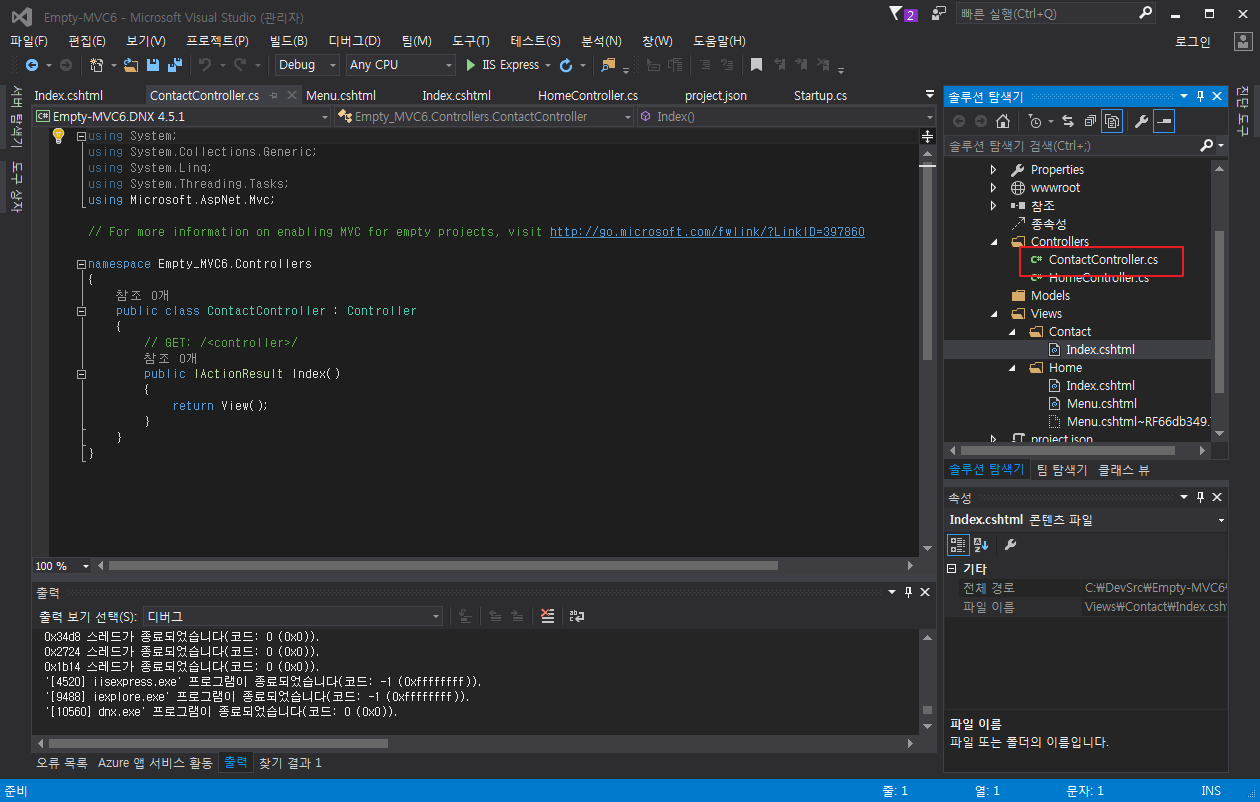 Empty-MVC6 - Microsoft Visual Studio (관리자)
2
빠른 실행(Ctrl+Q)
파일(F) 편집(E) 보기(V) 프로젝트(P) 빌드(B) 디버그(D) 팀(M) 도구(T) 테스트(S) 분석(N) 창(W) 도움말(H)
로그인
Debug Any CPU IIS Express
서버 탐색기
도구 상자
진단 도구
Index.cshtml ContactController.cs Menu.cshtml Index.cshtml HomeController.cs project.json Startup.cs
C# Empty-MVC6.DNX 4.5.1 Empty_MVC6.Controllers.ContactController Index()
using System;
using System.Collections.Generic;
using System.Linq;
using System.Threading.Tasks;
using Microsoft.AspNet.Mvc;
// For more information on enabling MVC for empty projects, visit http://go.microsoft.com/fwlink/?LinkID=397860
namespace Empty_MVC6.Controllers
{
참조 0개
public class ContactController : Controller
{
// GET: /<controller>/
참조 0개
public IActionResult Index()
{
return View();
}
}
}
100 %
출력
출력 보기 선택(S): 디버그
0x34d8 스레드가 종료되었습니다(코드: 0 (0x0)).
0x2724 스레드가 종료되었습니다(코드: 0 (0x0)).
0x1b14 스레드가 종료되었습니다(코드: 0 (0x0)).
'[4520] iisexpress.exe' 프로그램이 종료되었습니다(코드: -1 (0xffffffff)).
'[9488] iexplore.exe' 프로그램이 종료되었습니다(코드: -1 (0xffffffff)).
'[10560] dnx.exe' 프로그램이 종료되었습니다(코드: 0 (0x0)).
오류 목록 Azure 앱 서비스 활동 출력 찾기 결과 1
솔루션 탐색기
솔루션 탐색기 검색(Ctrl+;)
Properties
wwwroot
참조
종속성
Controllers
C# ContactController.cs
C# HomeController.cs
Models
Views
Contact
Index.cshtml
Home
Index.cshtml
Menu.cshtml
Menu.cshtml~RF66db349.
project.json
솔루션 탐색기 팀 탐색기 클래스 뷰
속성
Index.cshtml 콘텐츠 파일
기타
전체 경로 C:₩DevSrc₩Empty-MVC6₩
파일 이름 Views₩Contact₩Index.csh
파일 이름
파일 또는 폴더의 이름입니다.
준비 줄: 1 열: 1 문자: 1 INS